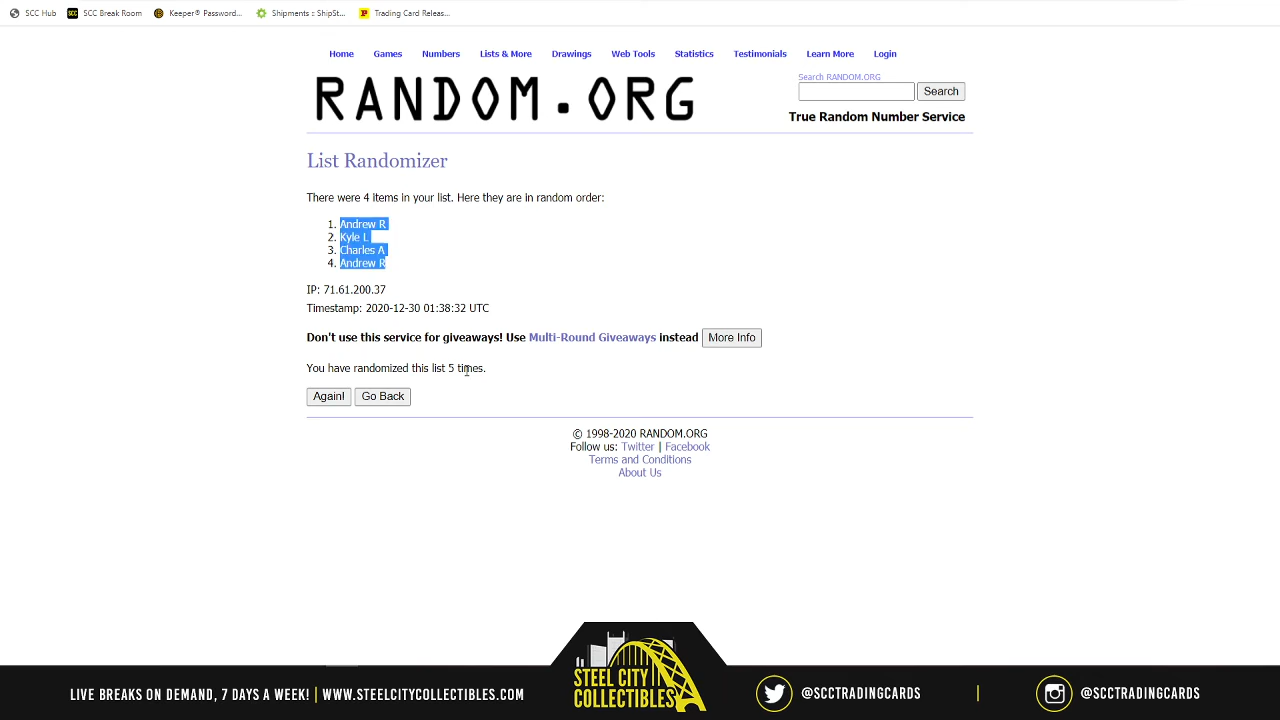 SCC Hub SCC Break Room Keeper® Password... Shipments :: ShipSt... Trading Card Releas...
Home Games Numbers Lists & More Drawings Web Tools Statistics Testimonials Learn More Login
RANDOM.ORG
Search RANDOM.ORG
Search
True Random Number Service
List Randomizer
There were 4 items in your list. Here they are in random order:
1. Andrew R
2. Kyle L
3. Charles A
4. Andrew R
IP: 71.61.200.37
Timestamp: 2020-12-30 01:38:32 UTC
Don't use this service for giveaways! Use Multi-Round Giveaways instead More Info
You have randomized this list 5 times.
Again! Go Back
© 1998-2020 RANDOM.ORG
Follow us: Twitter | Facebook
Terms and Conditions
About Us
LIVE BREAKS ON DEMAND, 7 DAYS A WEEK! | WWW.STEELCITYCOLLECTIBLES.COM
STEEL CITY
COLLECTIBLES
@SCCTRADINGCARDS | @SCCTRADINGCARDS